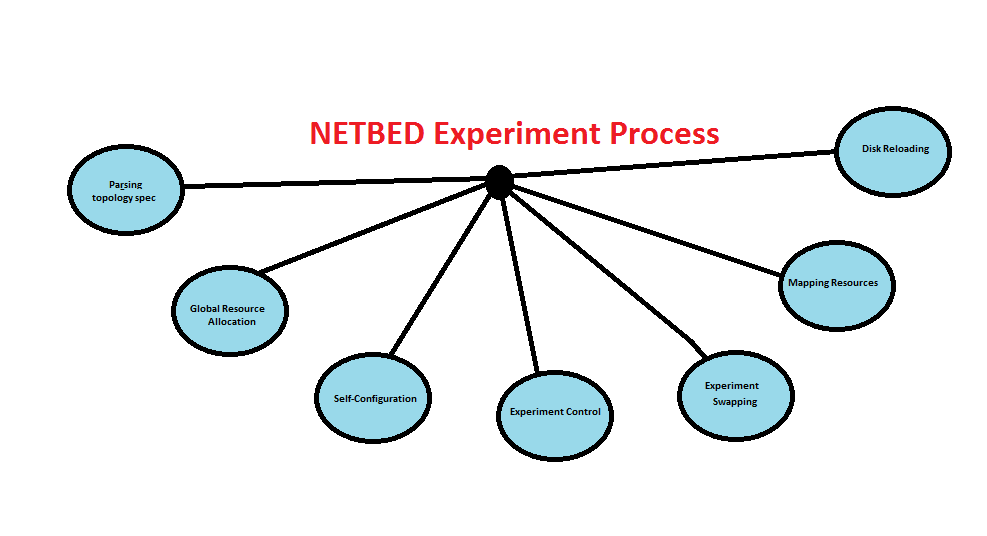 NETBED Experiment Process
Disk Reloading
Parsing
topology spec
Mapping Resources
Global Resource
Allocation
Self-Configuration
Experiment Control
Experiment
Swapping